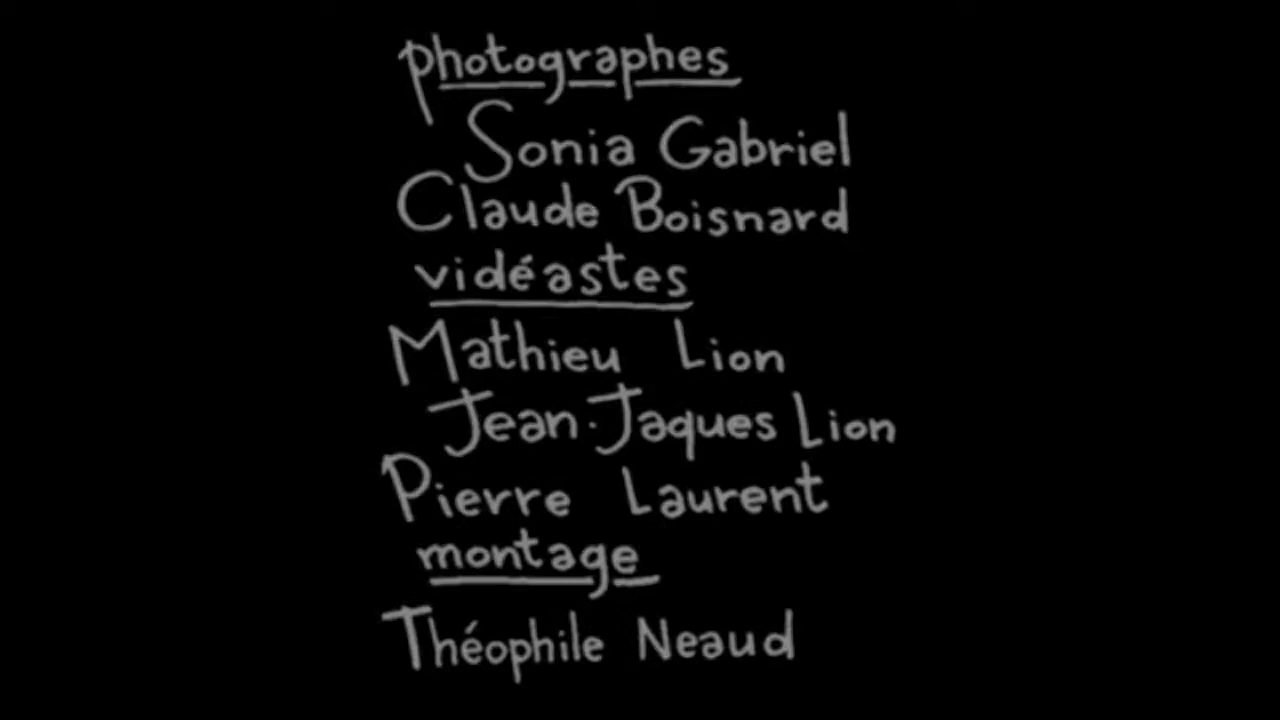 photographes
Sonia Gabriel
Claude Boisnard
vidéastes
Mathieu Lion
Jean-Jaques Lion
Pierre Laurent
montage
Théophile Neaud